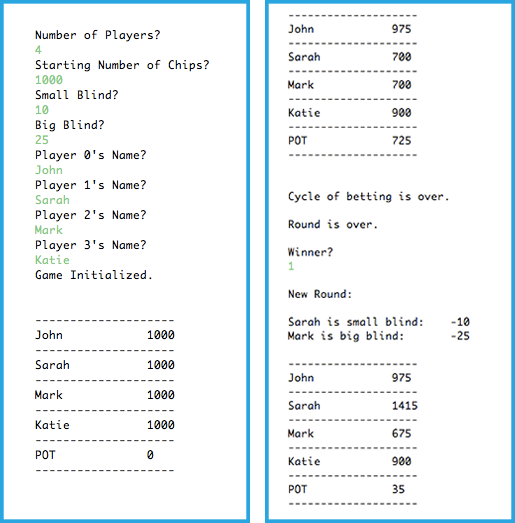 Number of Players?
4
Starting Number of Chips?
1000
Small Blind?
10
Big Blind?
25
Player 0's Name?
John
Player 1's Name?
Sarah
Player 2's Name?
Mark
Player 3's Name?
Katie
Game Initialized.
--------------------
John 1000
--------------------
Sarah 1000
--------------------
Mark 1000
--------------------
Katie 1000
--------------------
POT 0
--------------------
--------------------
John 975
--------------------
Sarah 700
--------------------
Mark 700
--------------------
Katie 900
--------------------
POT 725
--------------------
Cycle of betting is over.
Round is over.
Winner?
1
New Round:
Sarah is small blind: -10
Mark is big blind: -25
--------------------
John 975
--------------------
Sarah 1415
--------------------
Mark 675
--------------------
Katie 900
--------------------
POT 35
--------------------